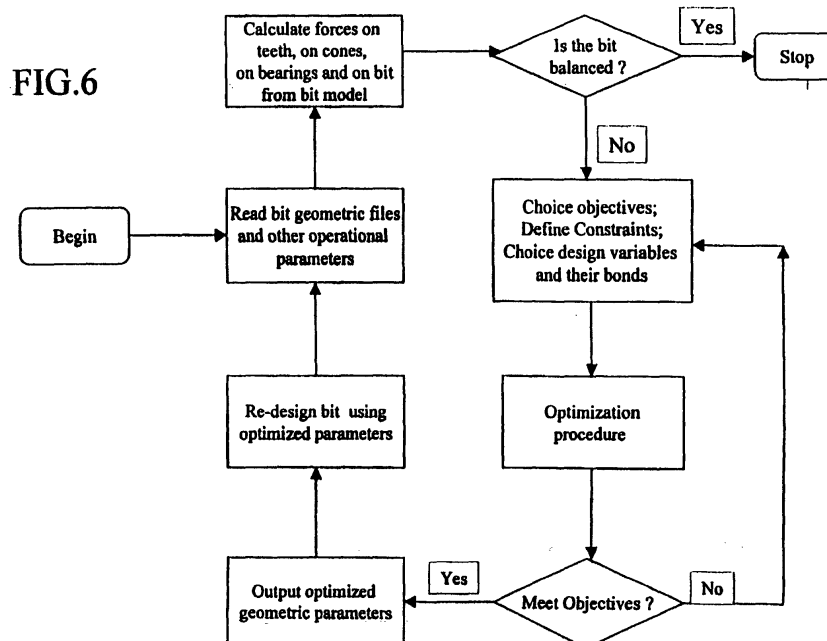 FIG.6
Calculate forces on
teeth, on cones,
on bearings and on bit
from bit model
Is the bit
balanced ?
Yes
Stop
No
Begin
Read bit geometric files
and other operational
parameters
Choice objectives;
Define Constraints;
Choice design variables
and their bonds
Re-design bit using
optimized parameters
Optimization
procedure
Output optimized
geometric parameters
Yes
Meet Objectives ?
No